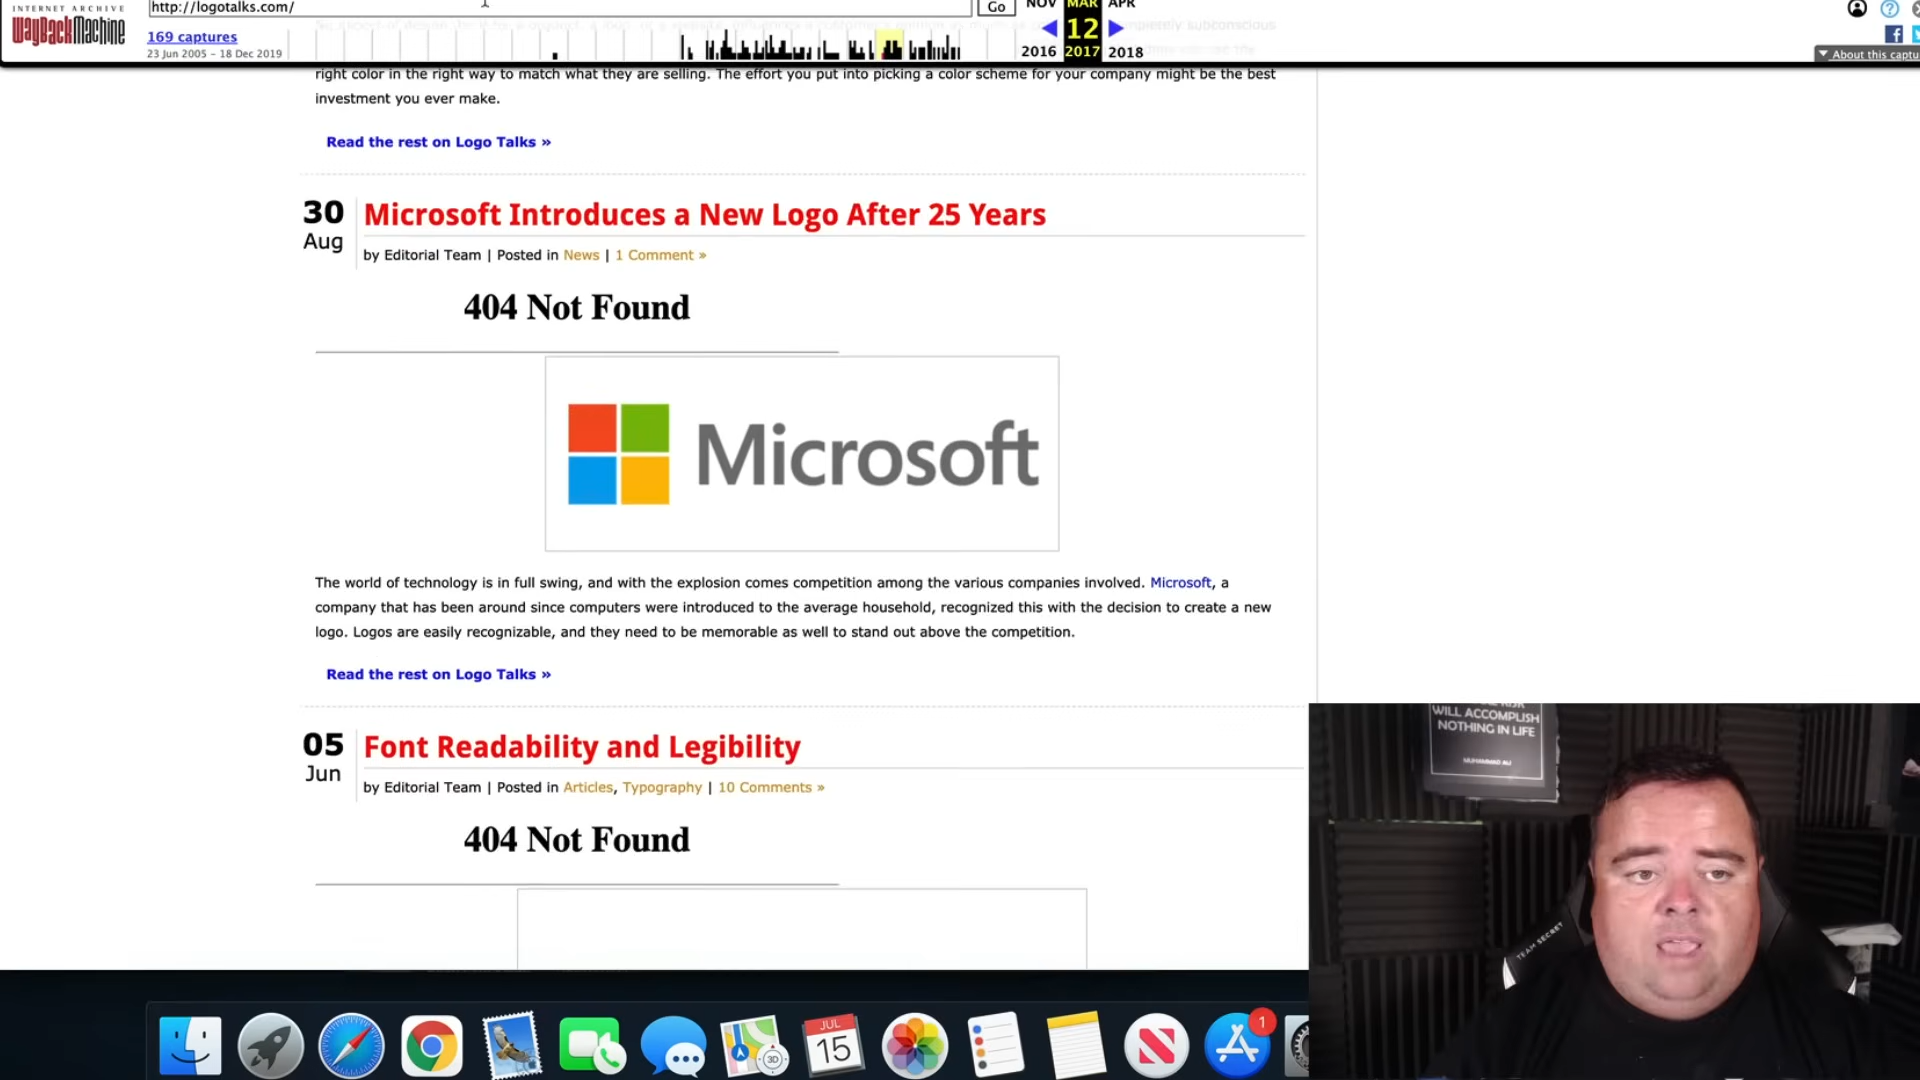 INTERNET ARCHIVE
WayBackMachine
http://logotalks.com/
Go
NOV
MAR
APR
169 captures
23 Jun 2005 - 18 Dec 2019
12
2016
2017
2018
About this captu
right color in the right way to match what they are selling. The effort you put into picking a color scheme for your company might be the best
investment you ever make.
Read the rest on Logo Talks »
30
Aug
Microsoft Introduces a New Logo After 25 Years
by Editorial Team | Posted in News | 1 Comment »
404 Not Found
Microsoft
The world of technology is in full swing, and with the explosion comes competition among the various companies involved. Microsoft, a
company that has been around since computers were introduced to the average household, recognized this with the decision to create a new
logo. Logos are easily recognizable, and they need to be memorable as well to stand out above the competition.
Read the rest on Logo Talks »
05
Jun
Font Readability and Legibility
by Editorial Team | Posted in Articles, Typography | 10 Comments »
404 Not Found
WILL ACCOMPLISH
NOTHING IN LIFE
MUHAMMAD ALI
TEAM SECRET
JUL
15
3D
1